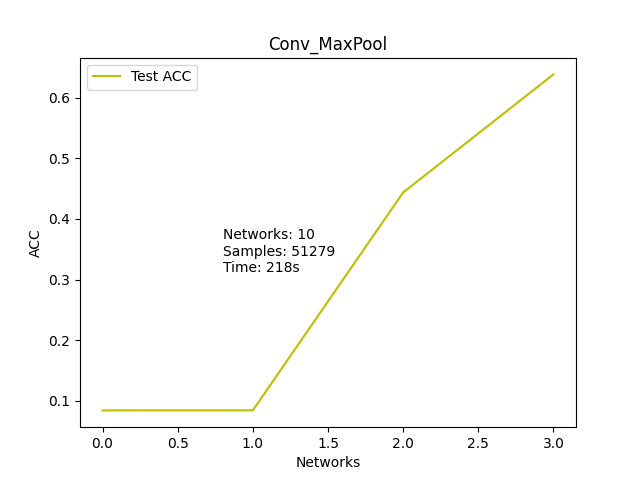 Conv_MaxPool
Test ACC
0.6
0.5
0.4
0.3
0.2
0.1
ACC
Networks: 10
Samples: 51279
Time: 218s
0.0 0.5 1.0 1.5 2.0 2.5 3.0
Networks